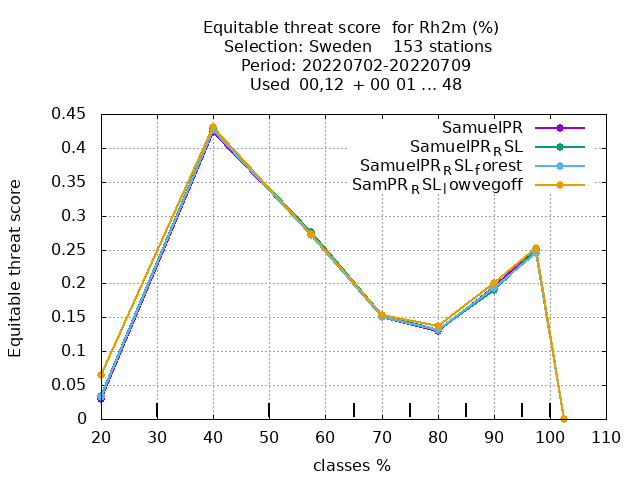 Equitable threat score  for Rh2m (%)
Selection: Sweden    153 stations
Period: 20220702-20220709
Used  00,12  + 00 01 ... 48
SamuelPR
SamuelPR_RSL
SamuelPR_RSL_forest
SamPR_RSL_lowvegoff
Equitable threat score
0.45
0.4
0.35
0.3
0.25
0.2
0.15
0.1
0.05
0
20 30 40 50 60 70 80 90 100 110
classes %